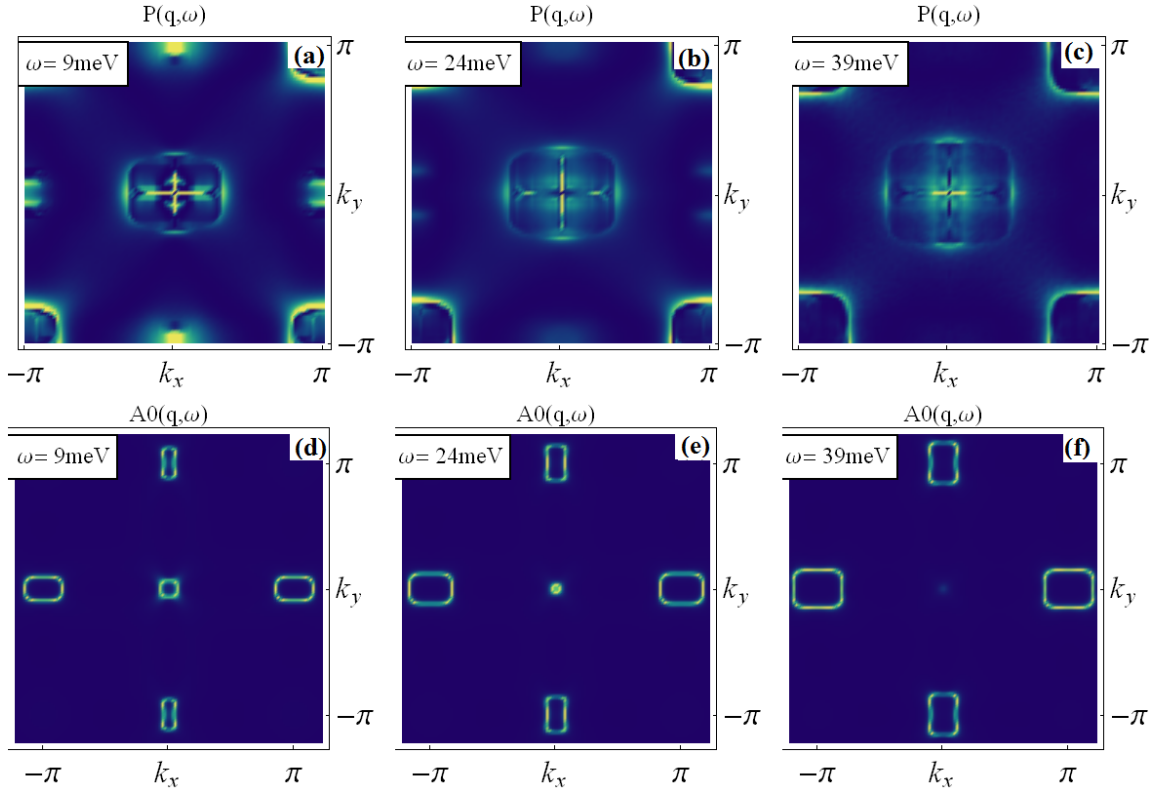 P(q,ω)
P(q,ω)
P(q,ω)
ω= 9meV
(a)
ω= 24meV
(b)
ω= 39meV
(c)
π
π
π
k_y
k_y
k_y
−π
−π
−π
−π
k_x
π
−π
k_x
π
−π
k_x
π
A0(q,ω)
A0(q,ω)
A0(q,ω)
ω= 9meV
(d)
ω= 24meV
(e)
ω= 39meV
(f)
π
π
π
k_y
k_y
k_y
−π
−π
−π
−π
k_x
π
−π
k_x
π
−π
k_x
π